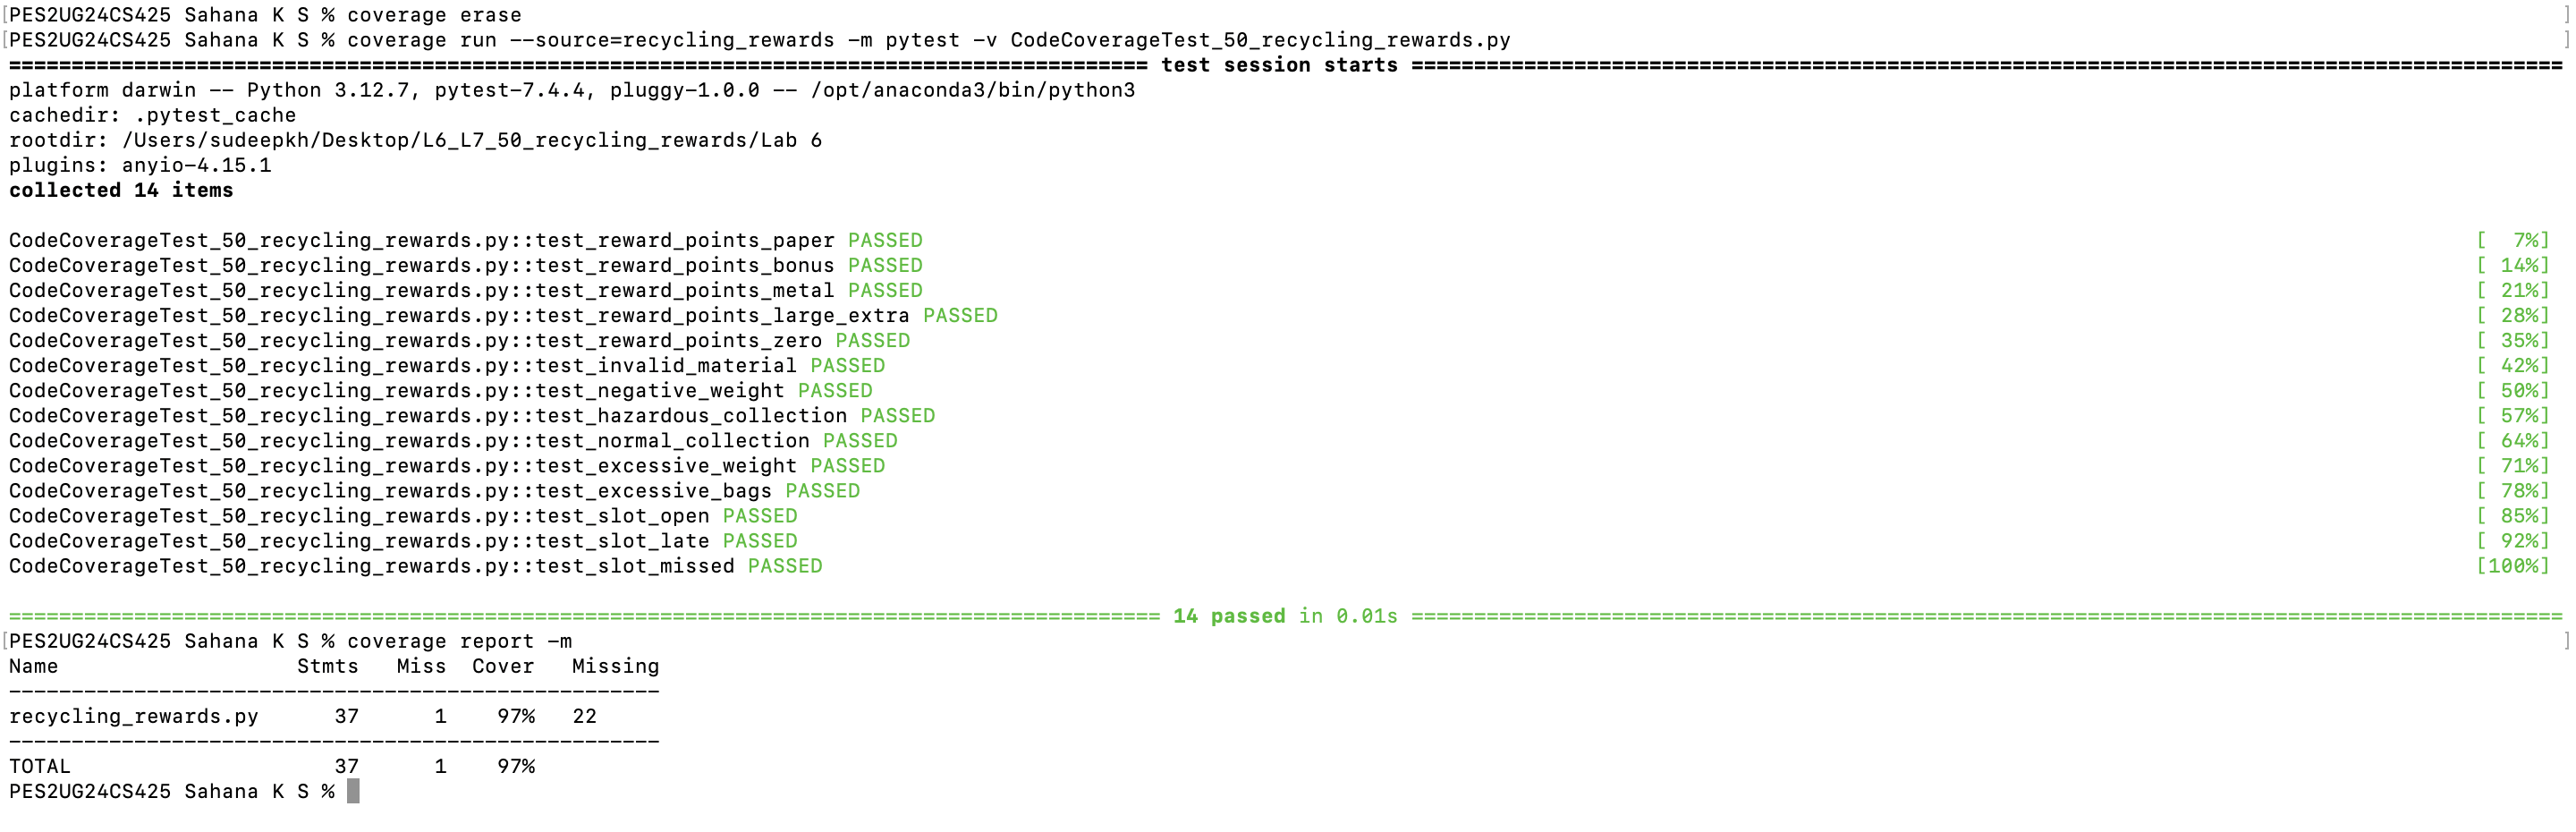 [PES2UG24CS425 Sahana K S % coverage erase ]
[PES2UG24CS425 Sahana K S % coverage run --source=recycling_rewards -m pytest -v CodeCoverageTest_50_recycling_rewards.py ]
=========================================================================================== test session starts ============================================================================================
platform darwin -- Python 3.12.7, pytest-7.4.4, pluggy-1.0.0 -- /opt/anaconda3/bin/python3
cachedir: .pytest_cache
rootdir: /Users/sudeepkh/Desktop/L6_L7_50_recycling_rewards/Lab 6
plugins: anyio-4.15.1
collected 14 items
CodeCoverageTest_50_recycling_rewards.py::test_reward_points_paper PASSED [  7%]
CodeCoverageTest_50_recycling_rewards.py::test_reward_points_bonus PASSED [ 14%]
CodeCoverageTest_50_recycling_rewards.py::test_reward_points_metal PASSED [ 21%]
CodeCoverageTest_50_recycling_rewards.py::test_reward_points_large_extra PASSED [ 28%]
CodeCoverageTest_50_recycling_rewards.py::test_reward_points_zero PASSED [ 35%]
CodeCoverageTest_50_recycling_rewards.py::test_invalid_material PASSED [ 42%]
CodeCoverageTest_50_recycling_rewards.py::test_negative_weight PASSED [ 50%]
CodeCoverageTest_50_recycling_rewards.py::test_hazardous_collection PASSED [ 57%]
CodeCoverageTest_50_recycling_rewards.py::test_normal_collection PASSED [ 64%]
CodeCoverageTest_50_recycling_rewards.py::test_excessive_weight PASSED [ 71%]
CodeCoverageTest_50_recycling_rewards.py::test_excessive_bags PASSED [ 78%]
CodeCoverageTest_50_recycling_rewards.py::test_slot_open PASSED [ 85%]
CodeCoverageTest_50_recycling_rewards.py::test_slot_late PASSED [ 92%]
CodeCoverageTest_50_recycling_rewards.py::test_slot_missed PASSED [100%]
============================================================================================ 14 passed in 0.01s ============================================================================================
[PES2UG24CS425 Sahana K S % coverage report -m ]
Name                   Stmts   Miss  Cover   Missing
----------------------------------------------------
recycling_rewards.py      37      1    97%   22
----------------------------------------------------
TOTAL                     37      1    97%
PES2UG24CS425 Sahana K S %